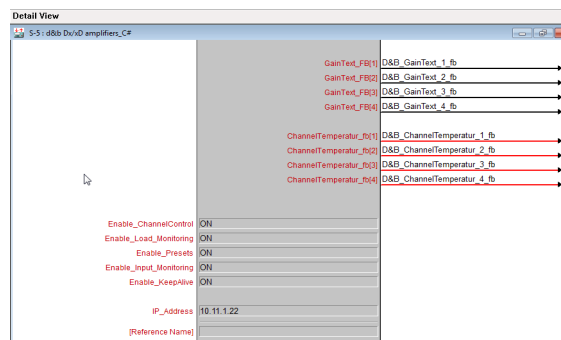 Detail View
S-5 : d&b Dx/xD amplifiers_C#
GainText_FB[1] D&B_GainText_1_fb
GainText_FB[2] D&B_GainText_2_fb
GainText_FB[3] D&B_GainText_3_fb
GainText_FB[4] D&B_GainText_4_fb
ChannelTemperatur_fb[1] D&B_ChannelTemperatur_1_fb
ChannelTemperatur_fb[2] D&B_ChannelTemperatur_2_fb
ChannelTemperatur_fb[3] D&B_ChannelTemperatur_3_fb
ChannelTemperatur_fb[4] D&B_ChannelTemperatur_4_fb
Enable_ChannelControl ON
Enable_Load_Monitoring ON
Enable_Presets ON
Enable_Input_Monitoring ON
Enable_KeepAlive ON
IP_Address 10.11.1.22
[Reference Name]